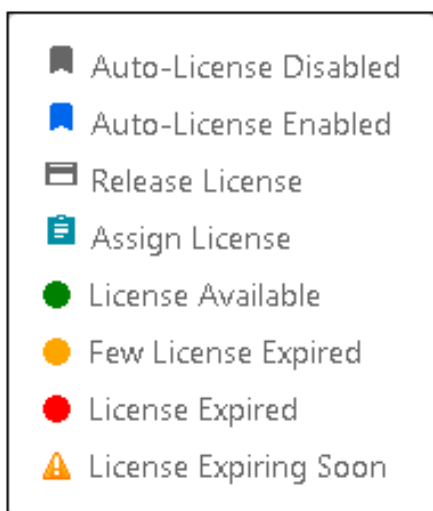 Auto-License Disabled
Auto-License Enabled
Release License
Assign License
License Available
Few License Expired
License Expired
License Expiring Soon